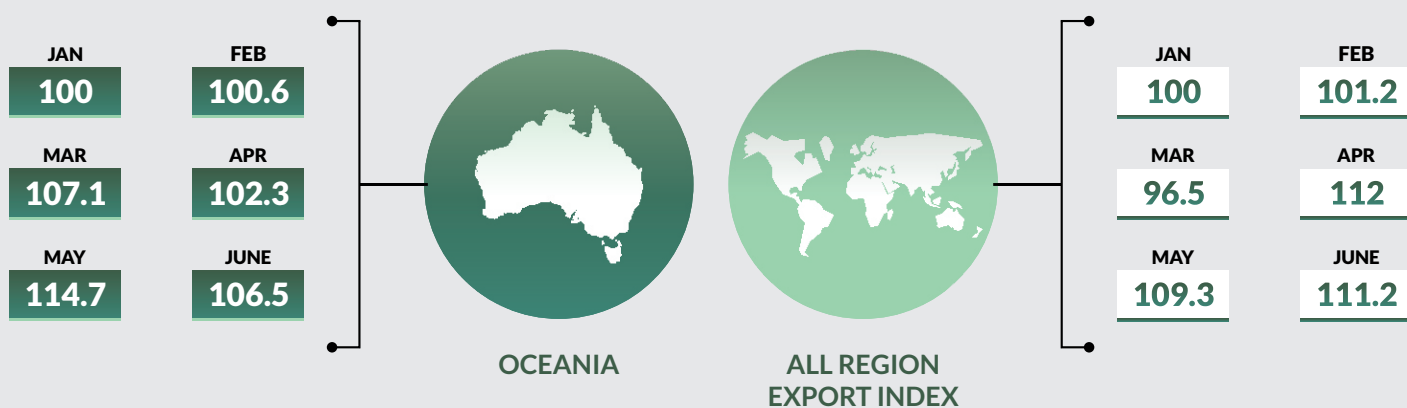 JAN FEB
100 100.6
MAR APR
107.1 102.3
MAY JUNE
114.7 106.5
OCEANIA
ALL REGION
EXPORT INDEX
JAN FEB
100 101.2
MAR APR
96.5 112
MAY JUNE
109.3 111.2